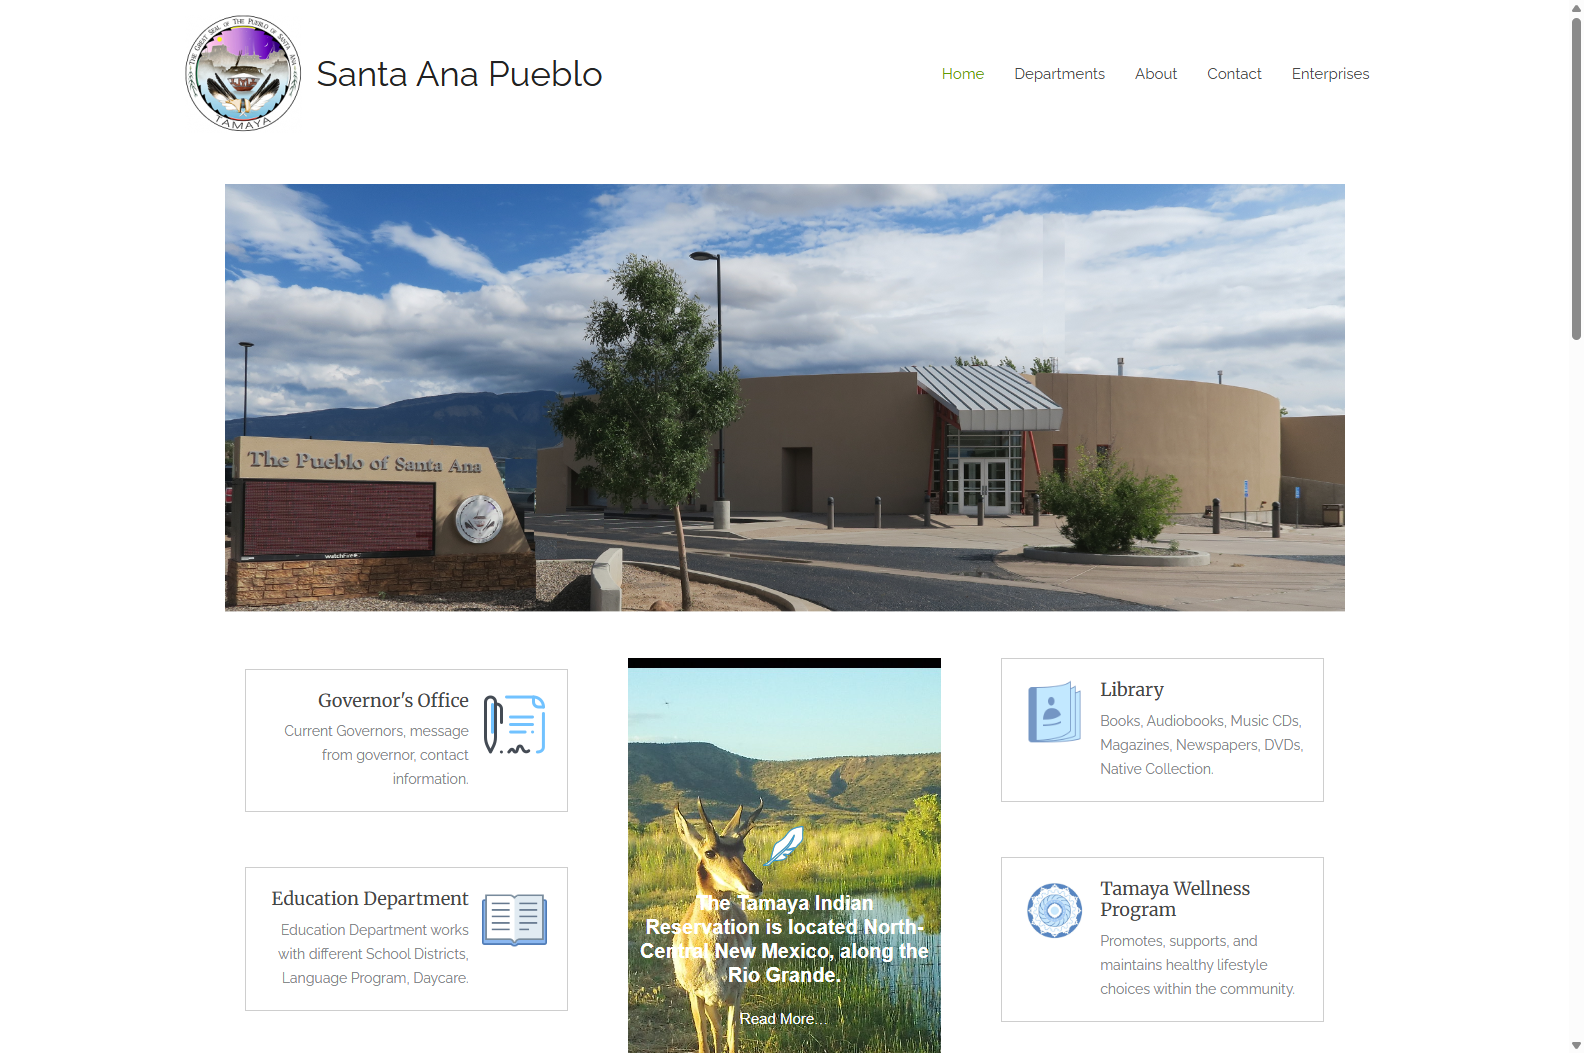 THE GREAT SEAL OF THE PUEBLO OF SANTA ANA
TAMAYA
Santa Ana Pueblo
Home
Departments
About
Contact
Enterprises
The Pueblo of Santa Ana
watchfire
Governor's Office
Current Governors, message
from governor, contact
information.
Education Department
Education Department works
with different School Districts,
Language Program, Daycare.
The Tamaya Indian
Reservation is located North-
Central New Mexico, along the
Rio Grande.
Read More...
Library
Books, Audiobooks, Music CDs,
Magazines, Newspapers, DVDs,
Native Collection.
Tamaya Wellness
Program
Promotes, supports, and
maintains healthy lifestyle
choices within the community.